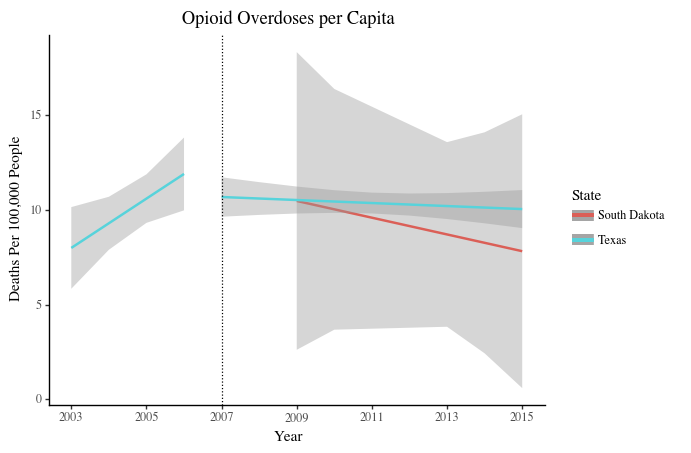 Opioid Overdoses per Capita
Deaths Per 100,000 People
15
10
5
0
2003 2005 2007 2009 2011 2013 2015
Year
State
South Dakota
Texas